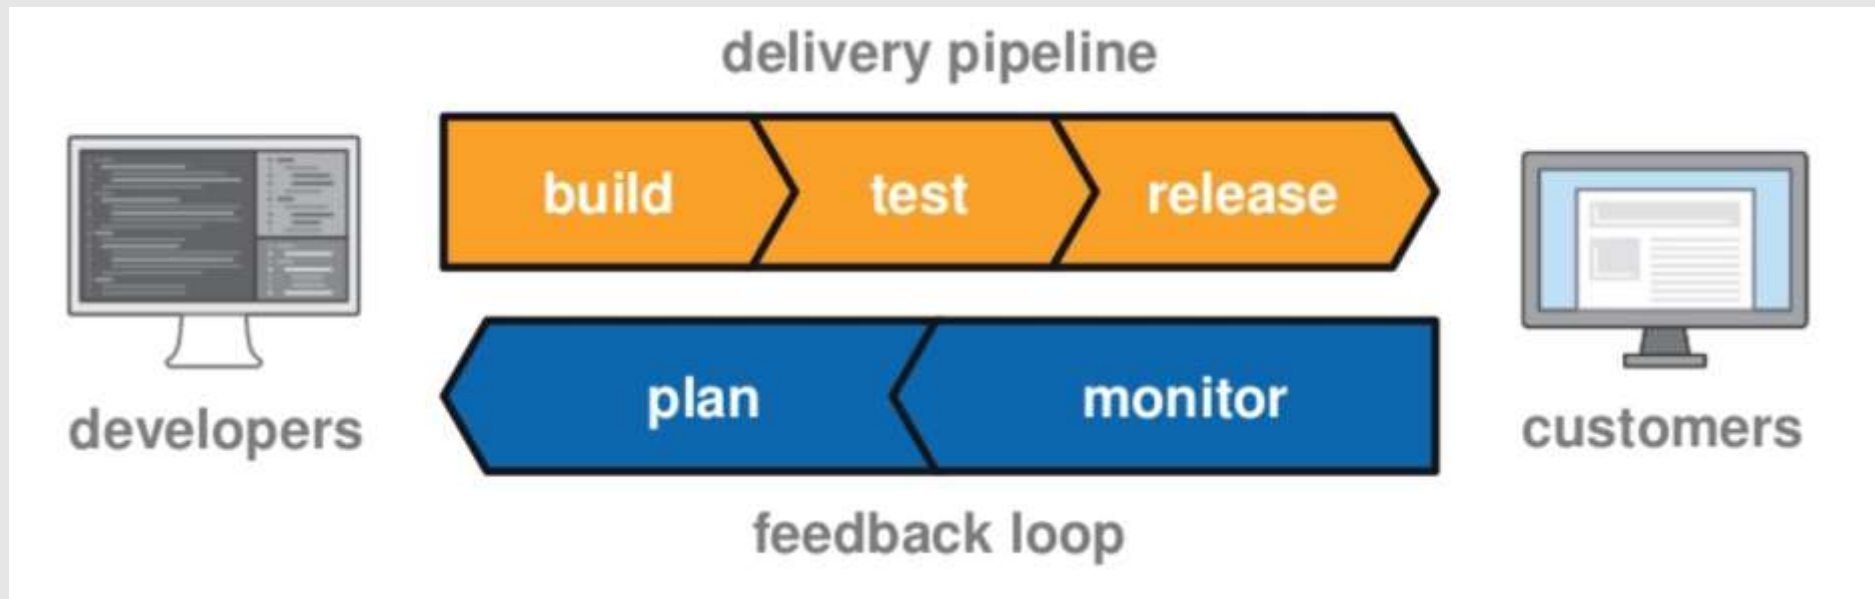 delivery pipeline
build test release
plan monitor
developers
customers
feedback loop